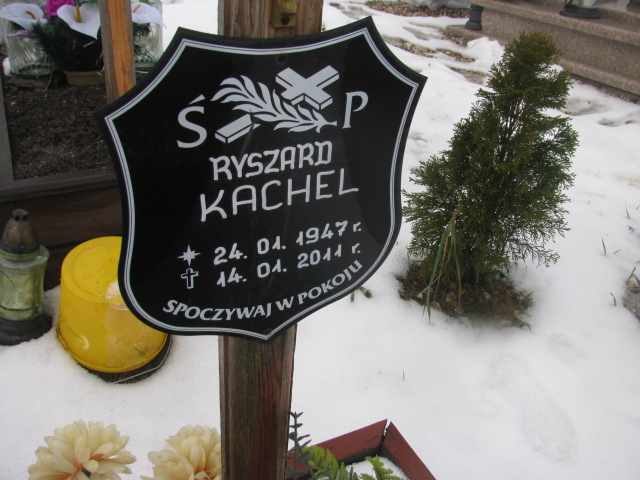 Ś P
RYSZARD
KACHEL
24. 01. 1947 r.
14. 01. 2011 r.
SPOCZYWAJ W POKOJU